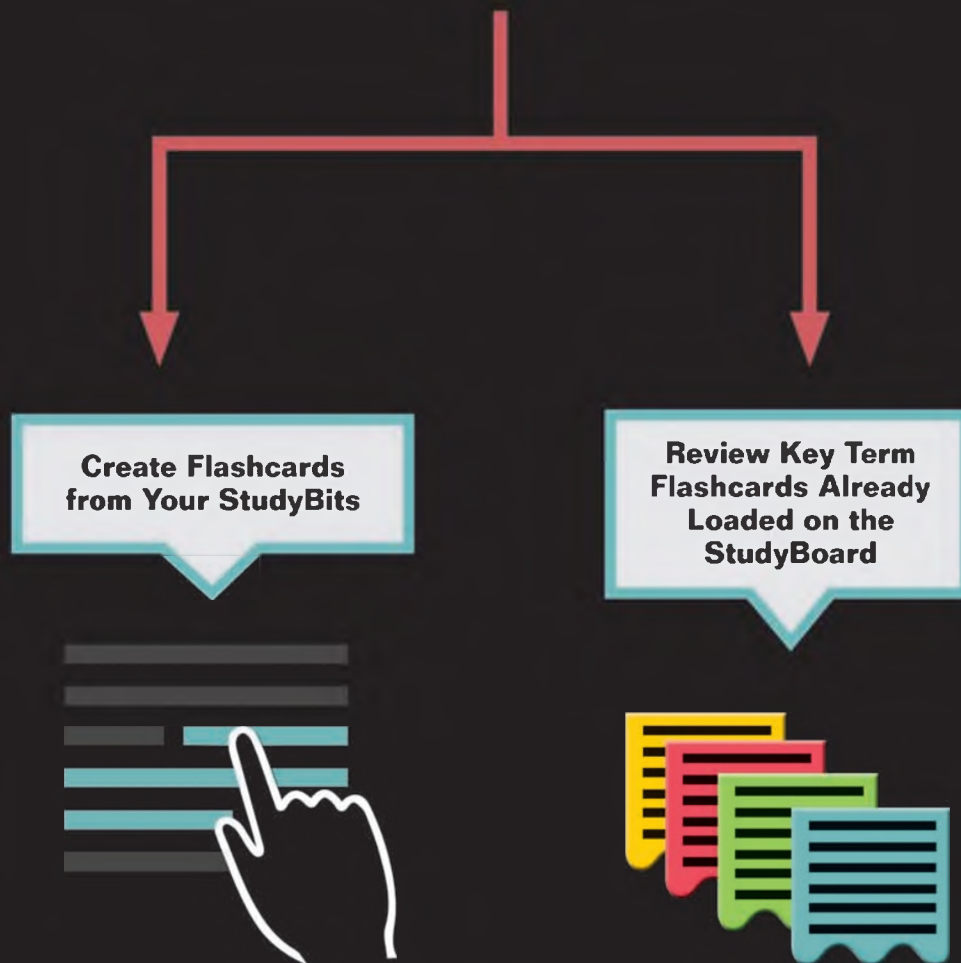 Create Flashcards
from Your StudyBits
Review Key Term
Flashcards Already
Loaded on the
StudyBoard